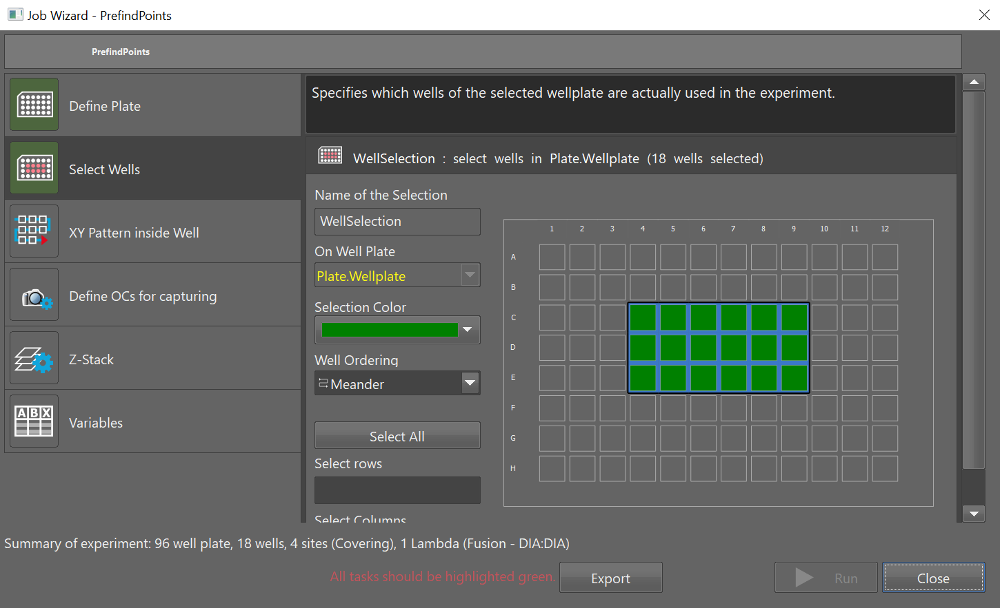 Job Wizard - PrefindPoints
PrefindPoints
Define Plate
Select Wells
XY Pattern inside Well
Define OCs for capturing
Z-Stack
ABX
Variables
Specifies which wells of the selected wellplate are actually used in the experiment.
WellSelection : select wells in Plate.Wellplate (18 wells selected)
Name of the Selection
WellSelection
On Well Plate
Plate.Wellplate
Selection Color
Well Ordering
Meander
Select All
Select rows
Select Columns
1 2 3 4 5 6 7 8 9 10 11 12
A
B
C
D
E
F
G
H
Summary of experiment: 96 well plate, 18 wells, 4 sites (Covering), 1 Lambda (Fusion - DIA:DIA)
All tasks should be highlighted green.
Export
Run
Close